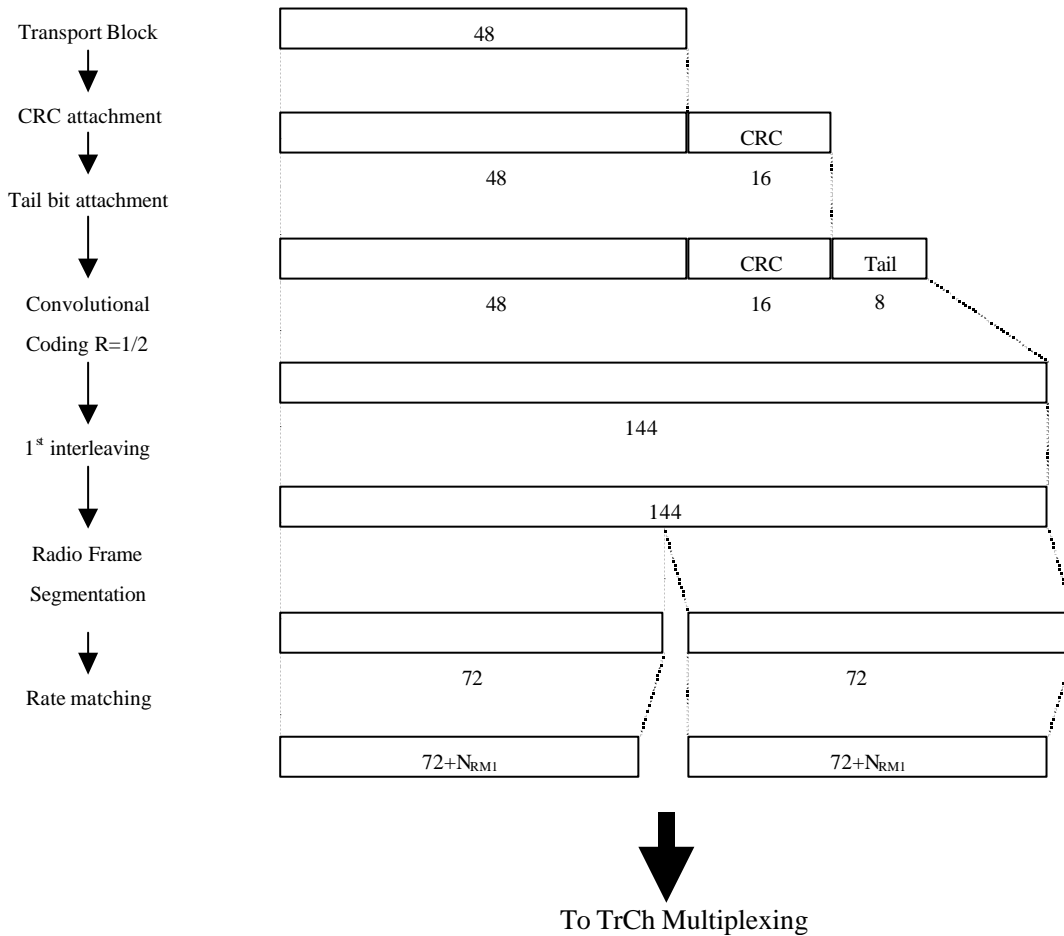 Transport Block
48
CRC attachment
CRC
48
16
Tail bit attachment
CRC
Tail
48
16
8
Convolutional
Coding R=1/2
144
1st interleaving
144
Radio Frame
Segmentation
72
72
Rate matching
72+NRM1
72+NRM1
To TrCh Multiplexing